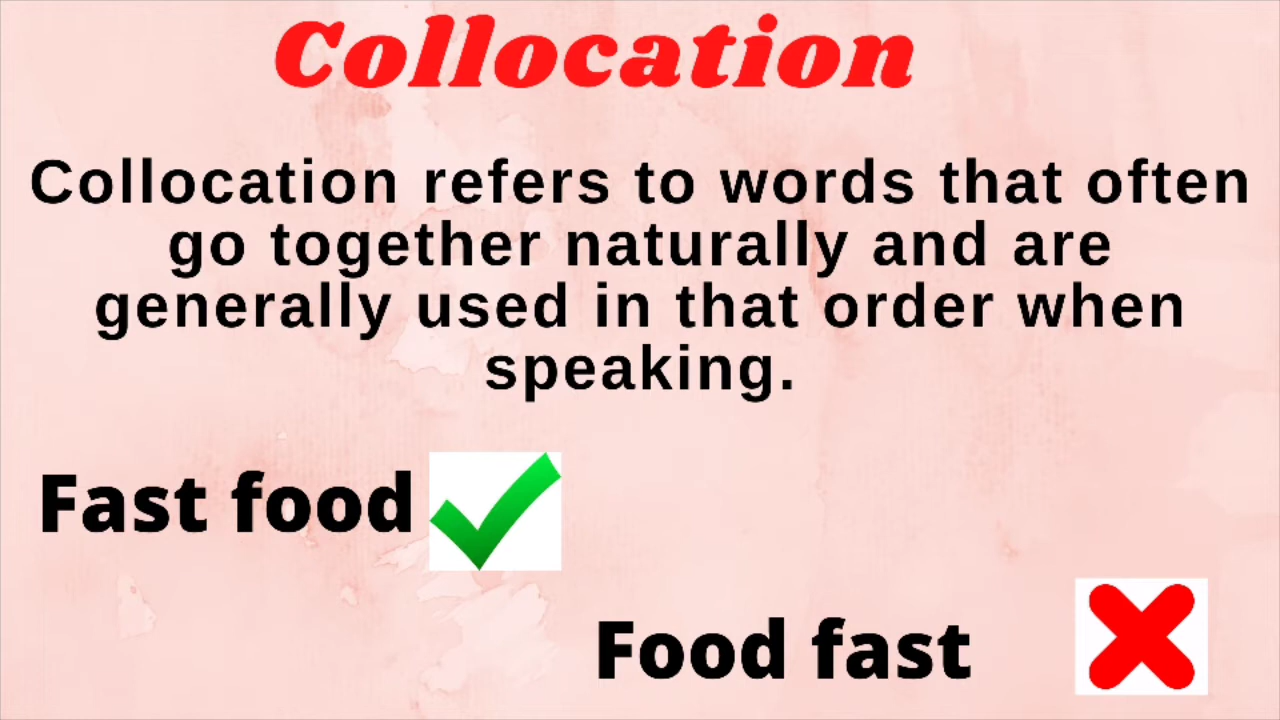 Collocation
Collocation refers to words that often
go together naturally and are
generally used in that order when
speaking.
Fast food
Food fast